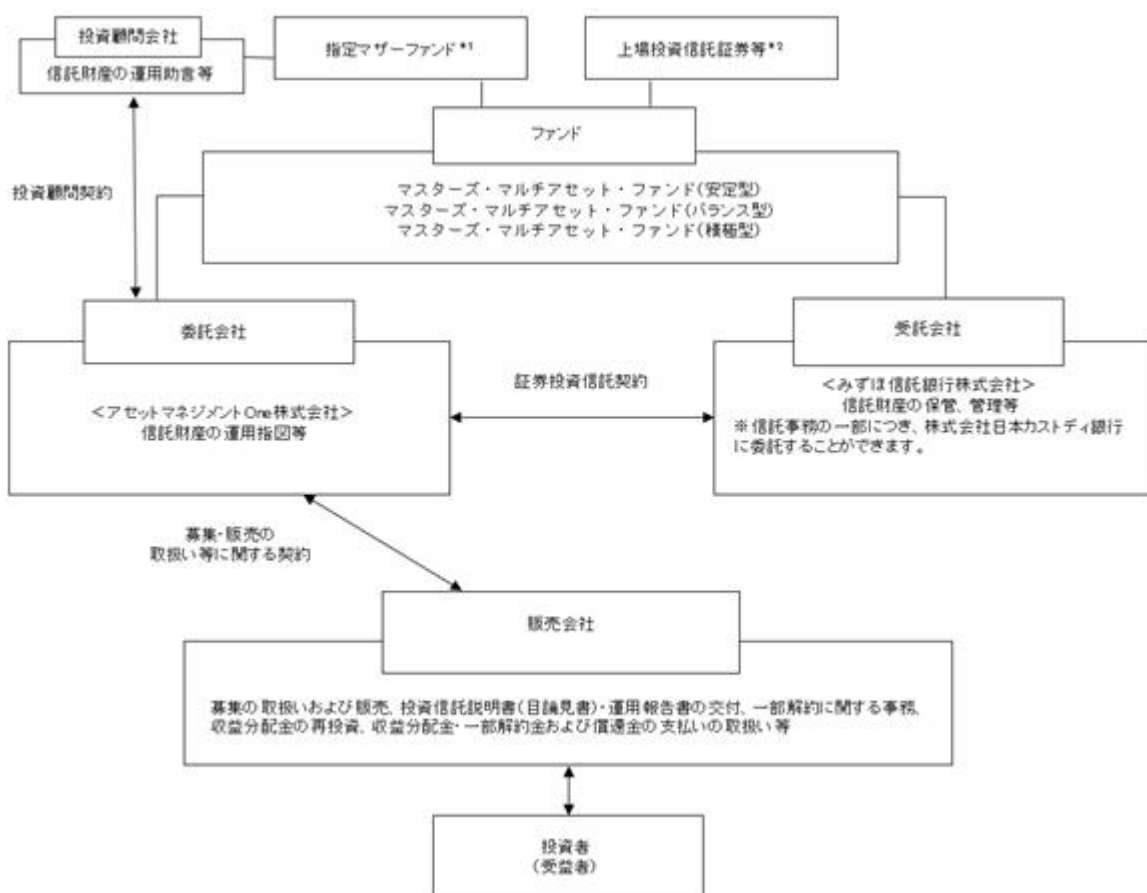 投資顧問会社
信託財産の運用助言等
指定マザーファンド*1
上場投資信託証券等*2
ファンド
マスターズ・マルチアセット・ファンド(安定型)
マスターズ・マルチアセット・ファンド(バランス型)
マスターズ・マルチアセット・ファンド(積極型)
投資顧問契約
委託会社
<アセットマネジメントOne株式会社>
信託財産の運用指図等
証券投資信託契約
受託会社
<みずほ信託銀行株式会社>
信託財産の保管、管理等
※信託事務の一部につき、株式会社日本カストディ銀行
に委託することができます。
募集・販売の
取扱い等に関する契約
販売会社
募集の取扱いおよび販売、投資信託説明書(目論見書)・運用報告書の交付、一部解約に関する事務、
収益分配金の再投資、収益分配金・一部解約金および償還金の支払いの取扱い等
投資者
(受益者)